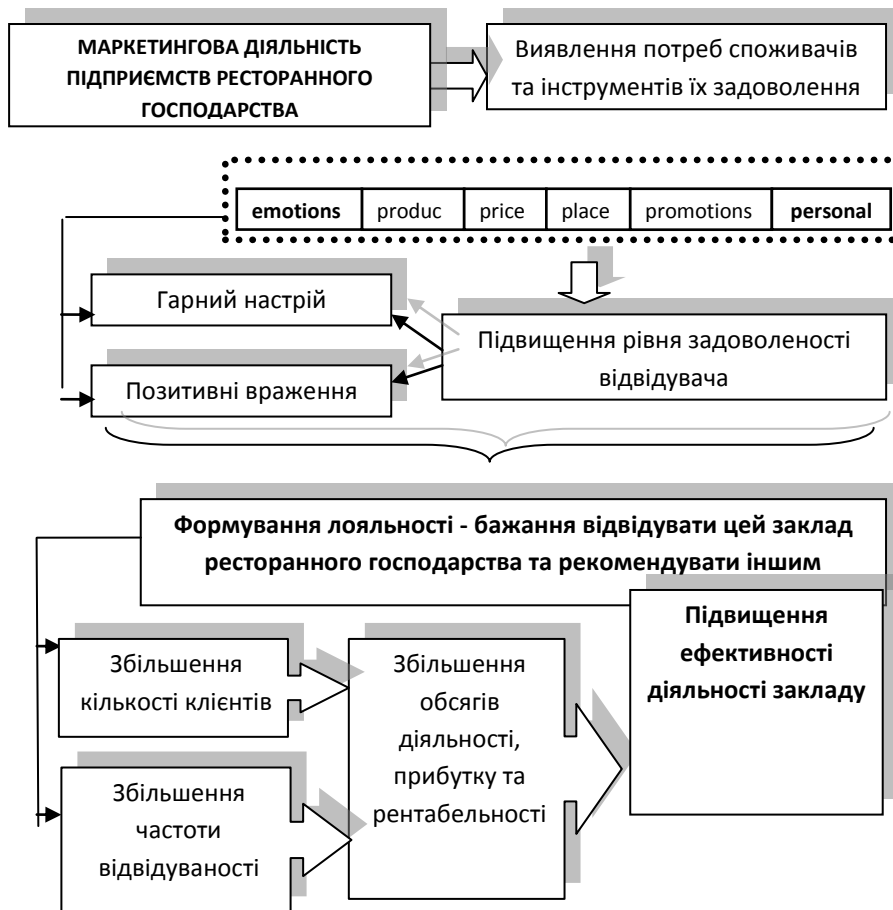 МАРКЕТИНГОВА ДІЯЛЬНІСТЬ
ПІДПРИЄМСТВ РЕСТОРАННОГО
ГОСПОДАРСТВА
Виявлення потреб споживачів
та інструментів їх задоволення
emotions produc price place promotions personal
Гарний настрій
Підвищення рівня задоволеності
відвідувача
Позитивні враження
Формування лояльності - бажання відвідувати цей заклад
ресторанного господарства та рекомендувати іншим
Збільшення
кількості клієнтів
Збільшення
частоти
відвідуваності
Збільшення
обсягів
діяльності,
прибутку та
рентабельності
Підвищення
ефективності
діяльності закладу